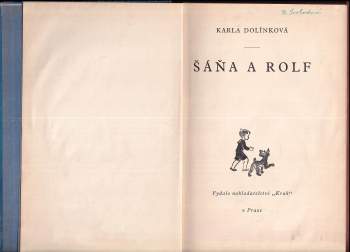 KARLA DOLÍNKOVÁ
ŠÁŇA A ROLF
Vydalo nakladatelství „Kruh“
v Praze